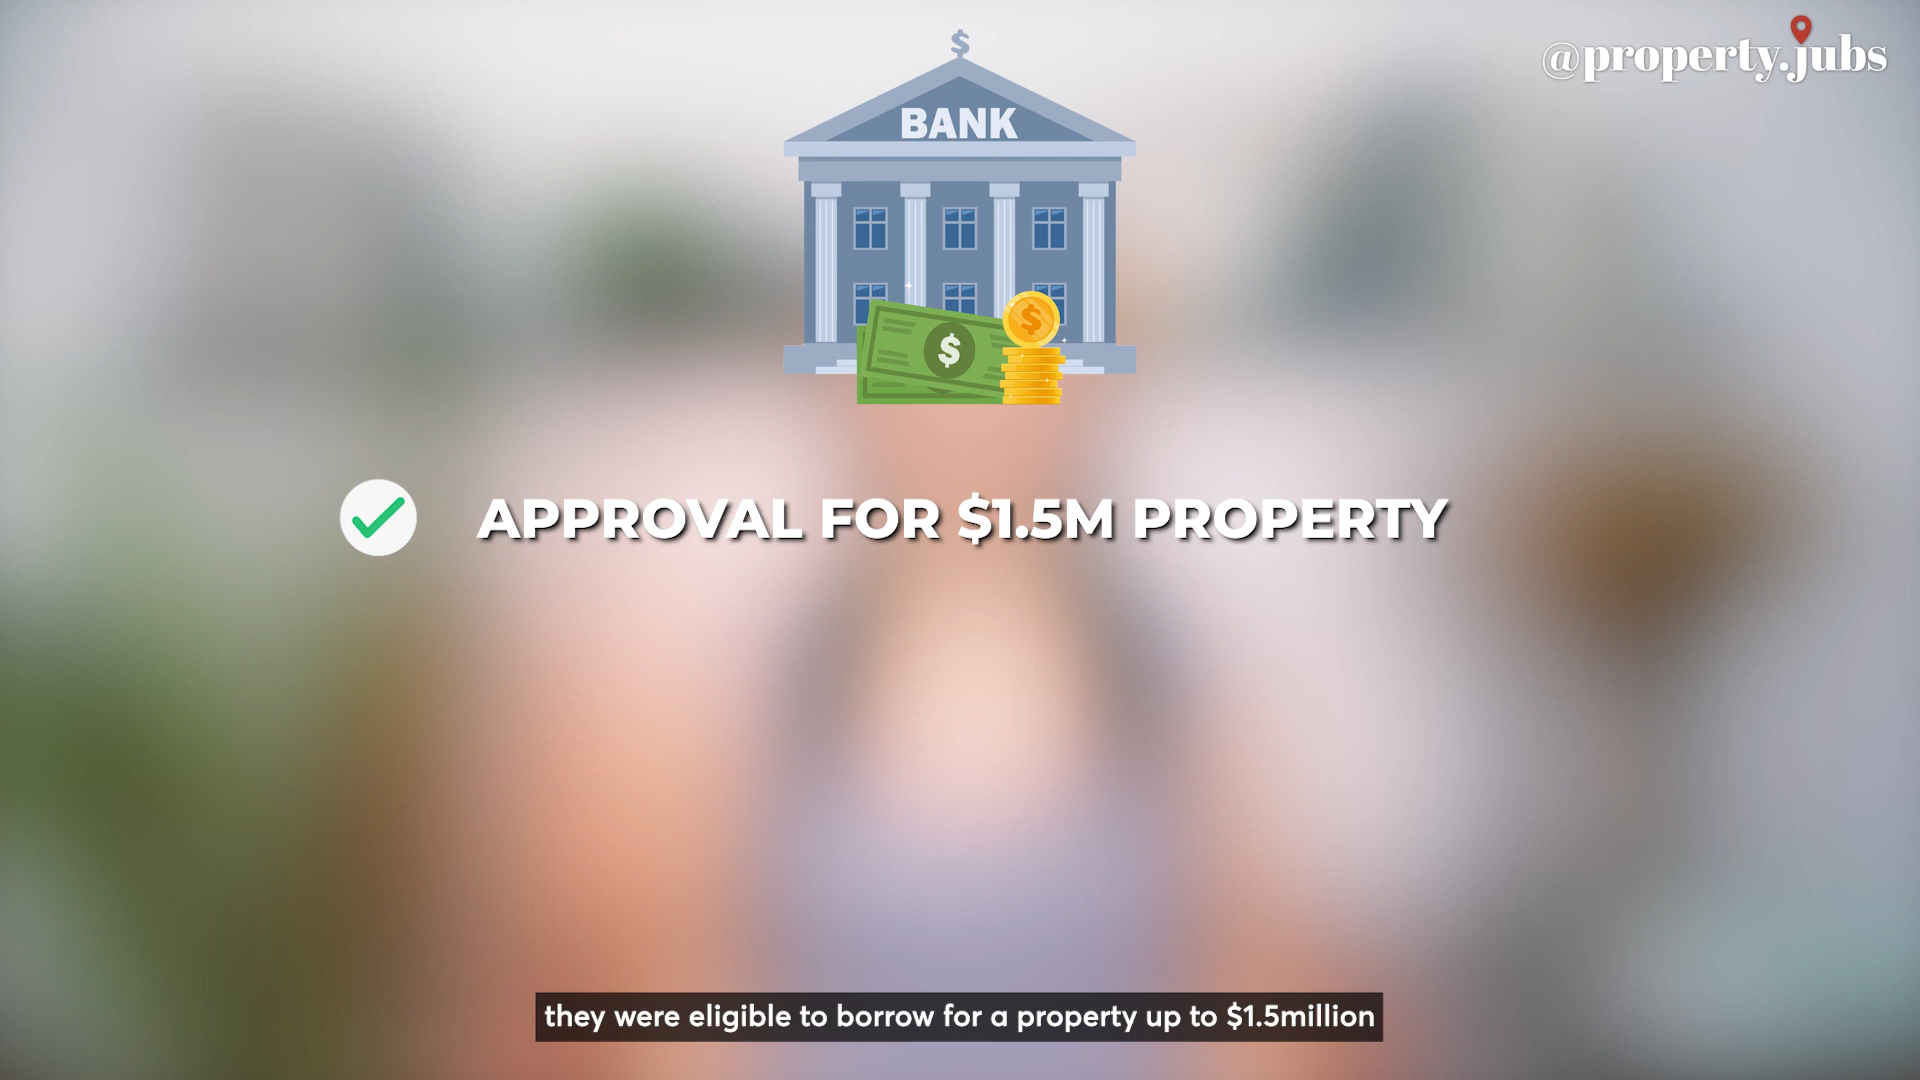 $
@property.jubs
BANK
$
$
APPROVAL FOR $1.5M PROPERTY
they were eligible to borrow for a property up to $1.5million